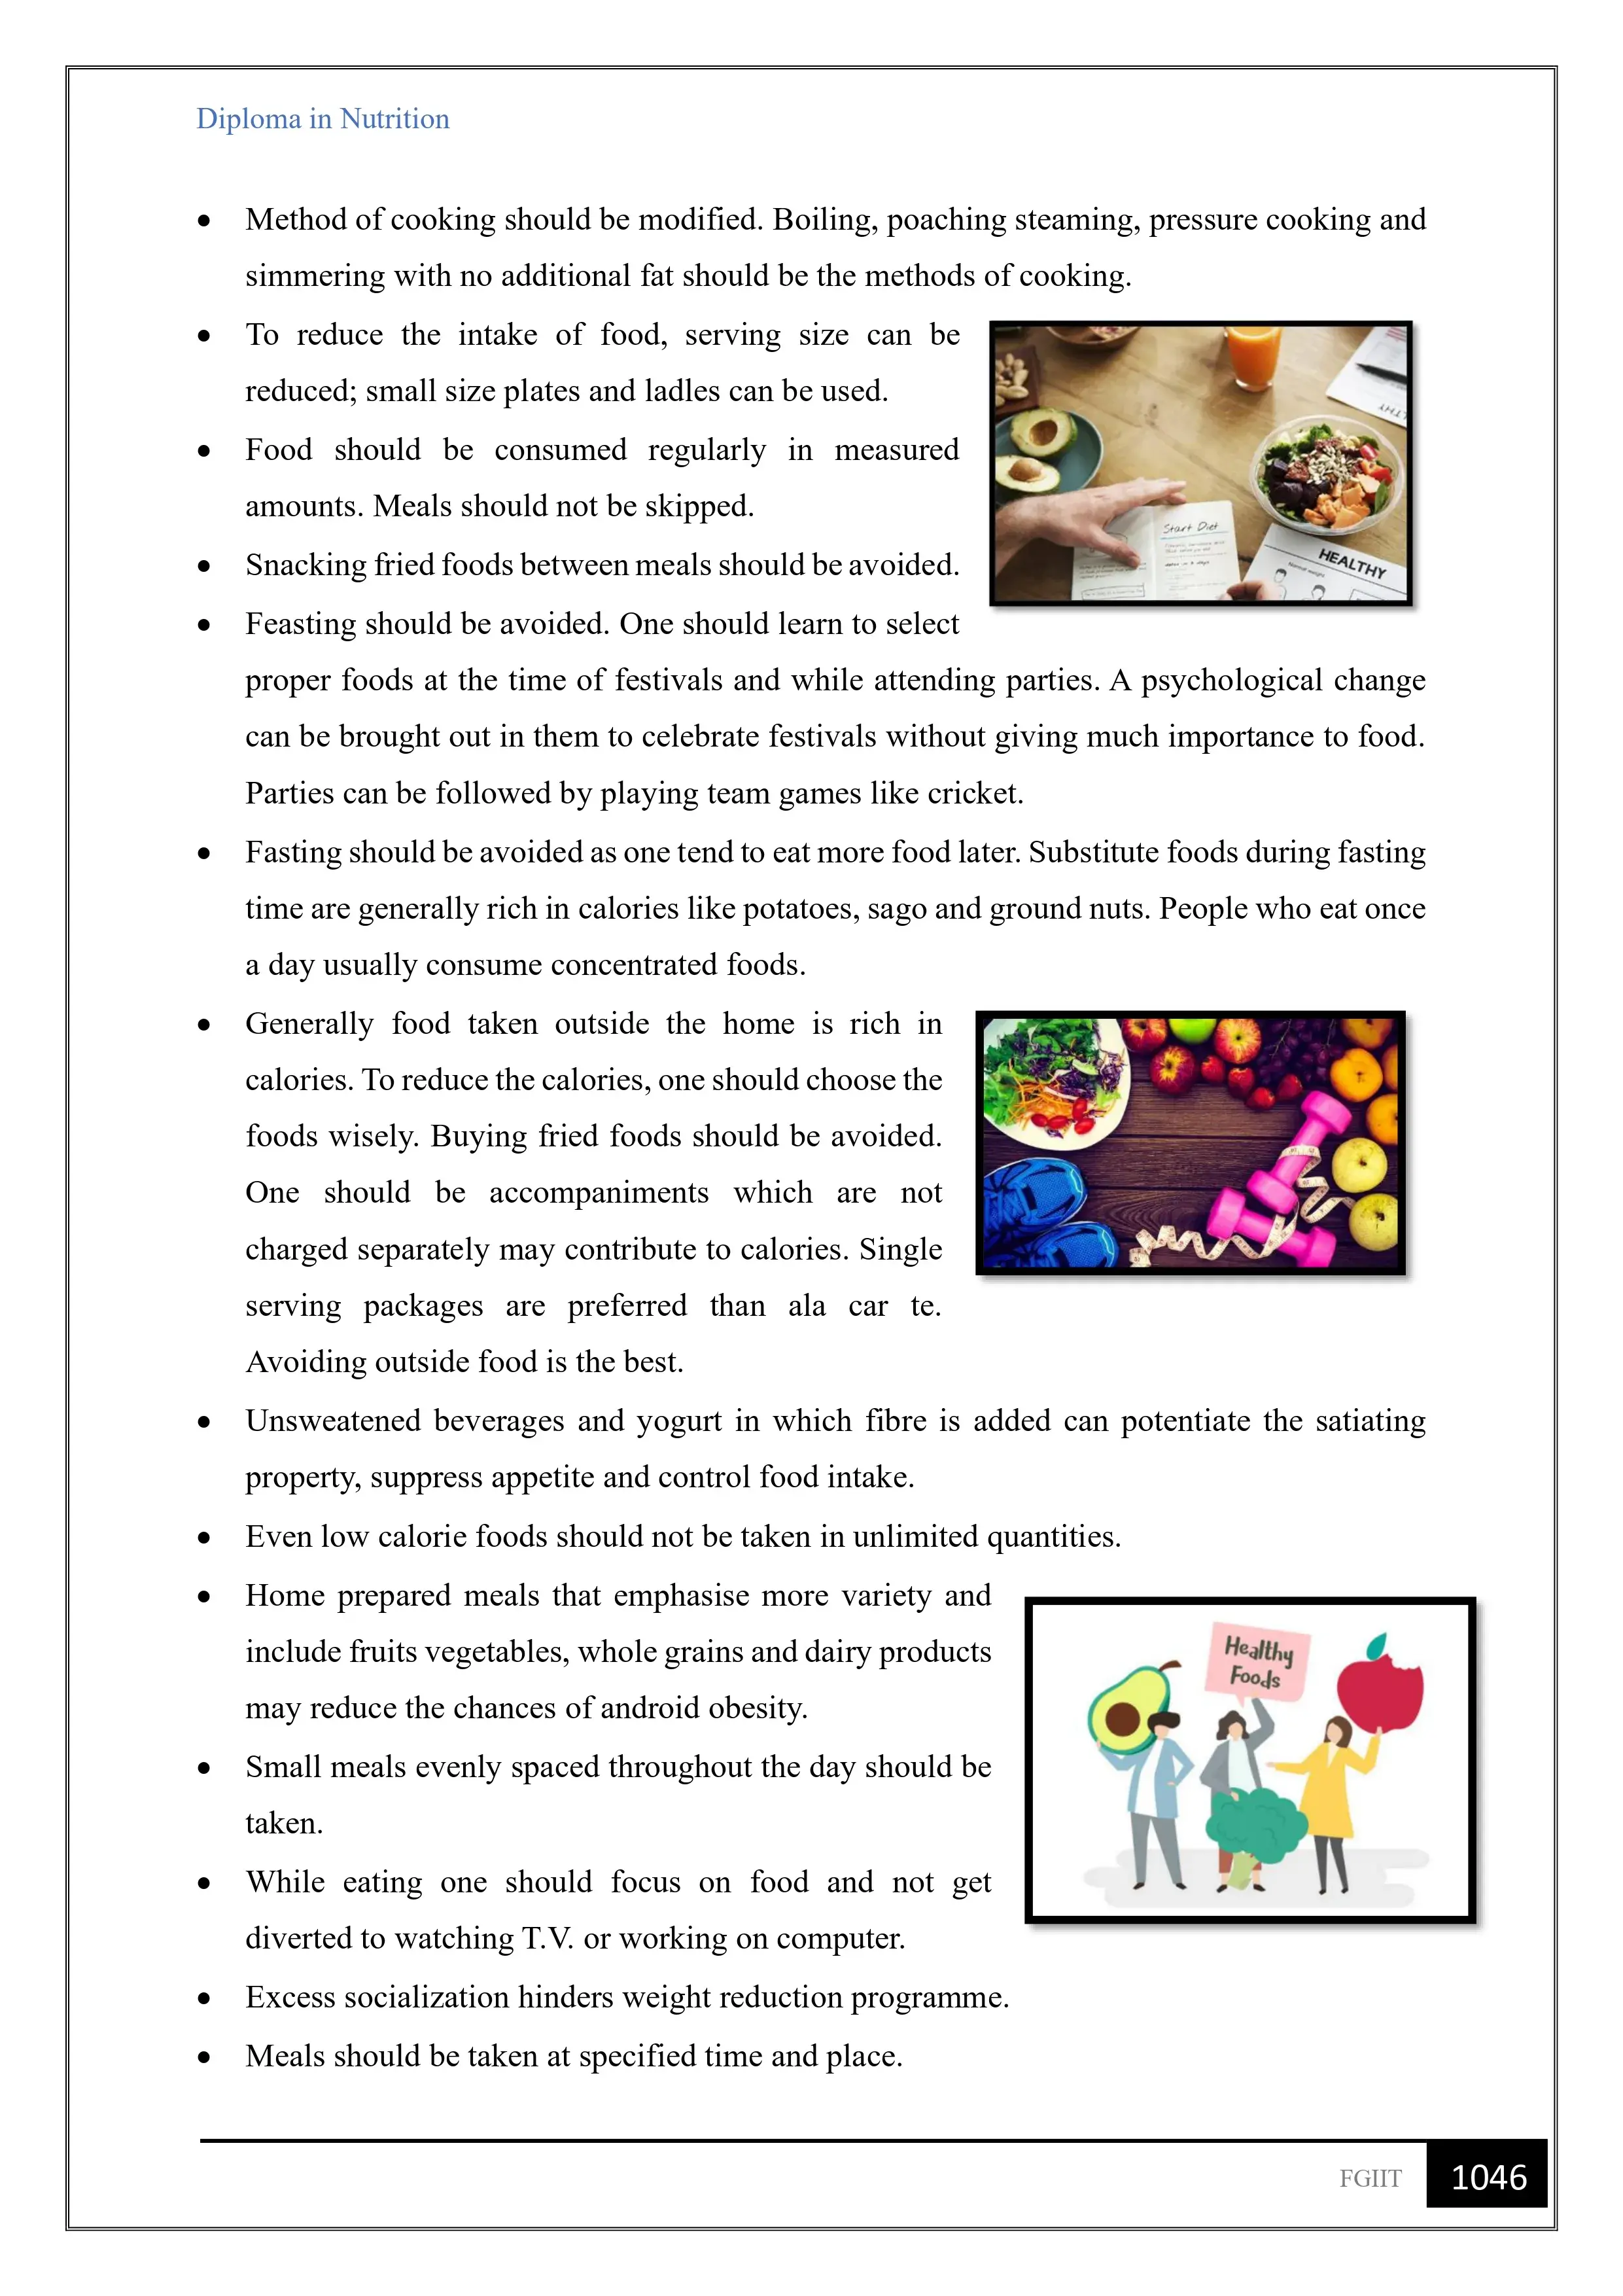 Diploma in Nutrition
• Method of cooking should be modified. Boiling, poaching steaming, pressure cooking and
simmering with no additional fat should be the methods of cooking.
• To reduce the intake of food, serving size can be
reduced; small size plates and ladles can be used.
• Food should be consumed regularly in measured
amounts. Meals should not be skipped.
• Snacking fried foods between meals should be avoided.
• Feasting should be avoided. One should learn to select
proper foods at the time of festivals and while attending parties. A psychological change
can be brought out in them to celebrate festivals without giving much importance to food.
Parties can be followed by playing team games like cricket.
• Fasting should be avoided as one tend to eat more food later. Substitute foods during fasting
time are generally rich in calories like potatoes, sago and ground nuts. People who eat once
a day usually consume concentrated foods.
• Generally food taken outside the home is rich in
calories. To reduce the calories, one should choose the
foods wisely. Buying fried foods should be avoided.
One should be accompaniments which are not
charged separately may contribute to calories. Single
serving packages are preferred than ala car te.
Avoiding outside food is the best.
• Unsweatened beverages and yogurt in which fibre is added can potentiate the satiating
property, suppress appetite and control food intake.
• Even low calorie foods should not be taken in unlimited quantities.
• Home prepared meals that emphasise more variety and
include fruits vegetables, whole grains and dairy products
may reduce the chances of android obesity.
• Small meals evenly spaced throughout the day should be
taken.
• While eating one should focus on food and not get
diverted to watching T.V. or working on computer.
• Excess socialization hinders weight reduction programme.
• Meals should be taken at specified time and place.
Start Diet
HEALTHY
Normal weight
Healthy
Foods
FGIIT
1046